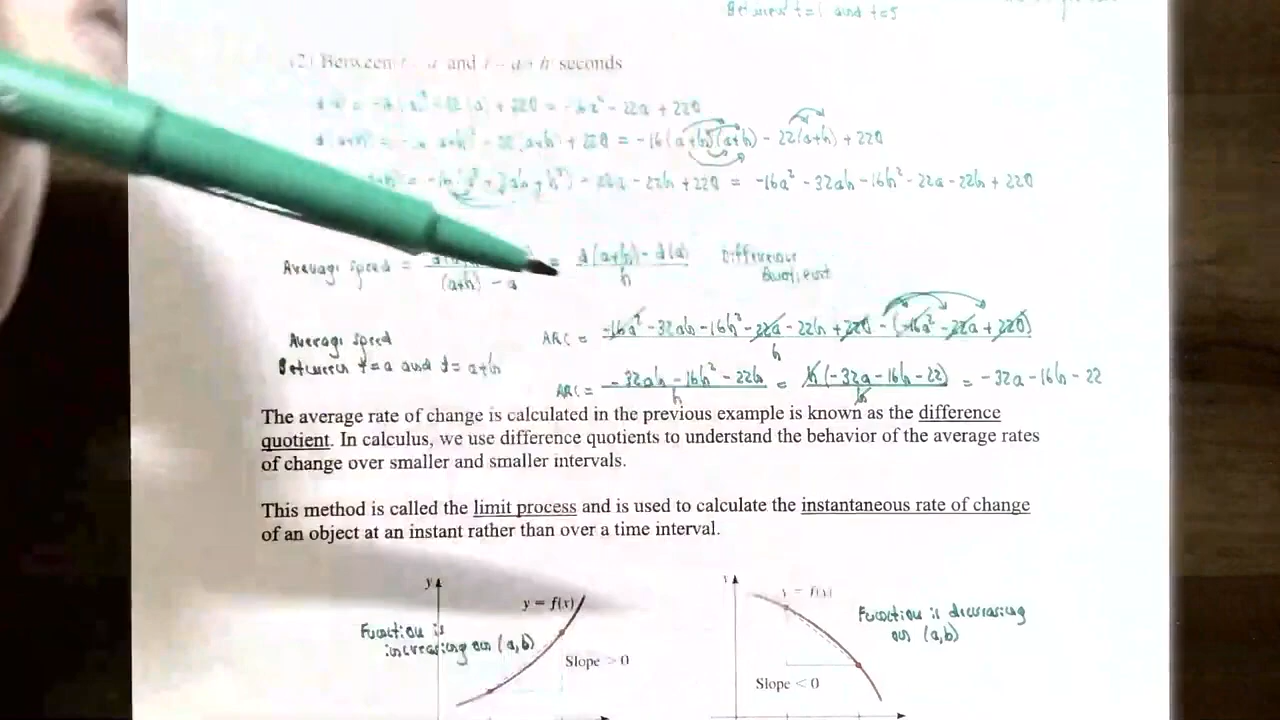 Between t=1 and t=5
(2) Between t = a and t = a + h seconds
+ 220 = -16a² - 22a + 220
+ 220 = -16(a+h)(a+h) - 22(a+h) + 220
- 22a - 22h + 220 = -16a² - 32ah - 16h² - 22a - 22h + 220
Average speed = (a+h) - a = d(a+h) - d(a) / h Difference Quotient
Average speed
Between t=a and t=a+h
ARC = -16a² - 32ah - 16h² - 22a - 22h + 220 - (-16a² - 22a + 220) / h
ARC = -32ah - 16h² - 22h / h = h(-32a - 16h - 22) / h = -32a - 16h - 22
The average rate of change is calculated in the previous example is known as the difference
quotient. In calculus, we use difference quotients to understand the behavior of the average rates
of change over smaller and smaller intervals.
This method is called the limit process and is used to calculate the instantaneous rate of change
of an object at an instant rather than over a time interval.
y
y = f(x)
Function is
increasing on (a,b)
Slope > 0
y
y = f(x)
Function is decreasing
on (a,b)
Slope < 0